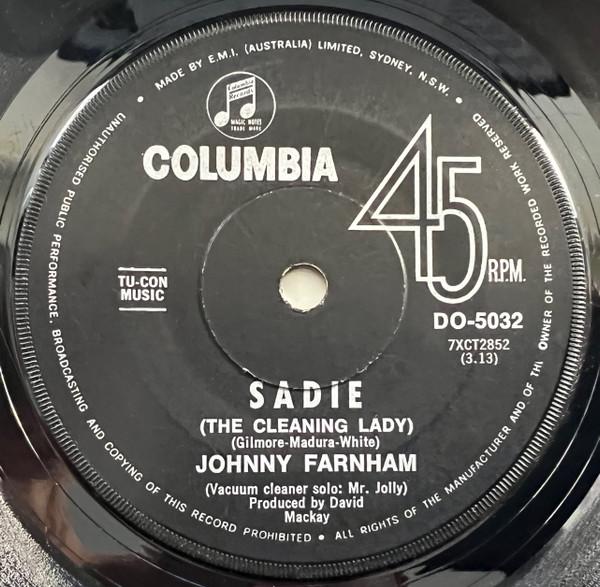 MADE BY E.M.I. (AUSTRALIA) LIMITED, SYDNEY, N.S.W.
Columbia
Records
MAGIC NOTES
TRADE MARK
COLUMBIA
45 R.P.M.
TU-CON
MUSIC
DO-5032
7XCT2852
(3.13)
SADIE
(THE CLEANING LADY)
(Gilmore-Madura-White)
JOHNNY FARNHAM
(Vacuum cleaner solo: Mr. Jolly)
Produced by David
Mackay
UNAUTHORISED PUBLIC PERFORMANCE, BROADCASTING AND COPYING OF THIS RECORD PROHIBITED • ALL RIGHTS OF THE MANUFACTURER AND OF THE OWNER OF THE RECORDED WORK RESERVED